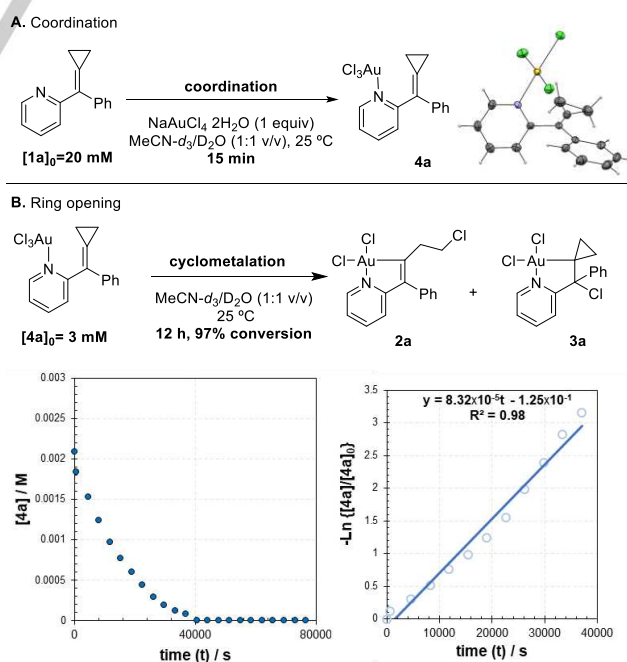 A. Coordination
N
Ph
[1a]₀=20 mM
coordination
NaAuCl₄ 2H₂O (1 equiv)
MeCN-d₃/D₂O (1:1 v/v), 25 ºC
15 min
Cl₃Au
N
Ph
4a
B. Ring opening
Cl₃Au
N
Ph
[4a]₀= 3 mM
cyclometalation
MeCN-d₃/D₂O (1:1 v/v)
25 ºC
12 h, 97% conversion
Cl
Cl
Cl-Au
N
Ph
2a
+
Cl
Cl-Au
Ph
N
Cl
3a
0.003
0.0025
0.002
0.0015
0.001
0.0005
0
[4a] / M
0 40000 80000
time (t) / s
y = 8.32x10⁻⁵t - 1.25x10⁻¹
R² = 0.98
3.5
3
2.5
2
1.5
1
0.5
0
-Ln {[4a]/[4a]₀}
0 10000 20000 30000 40000
time (t) / s